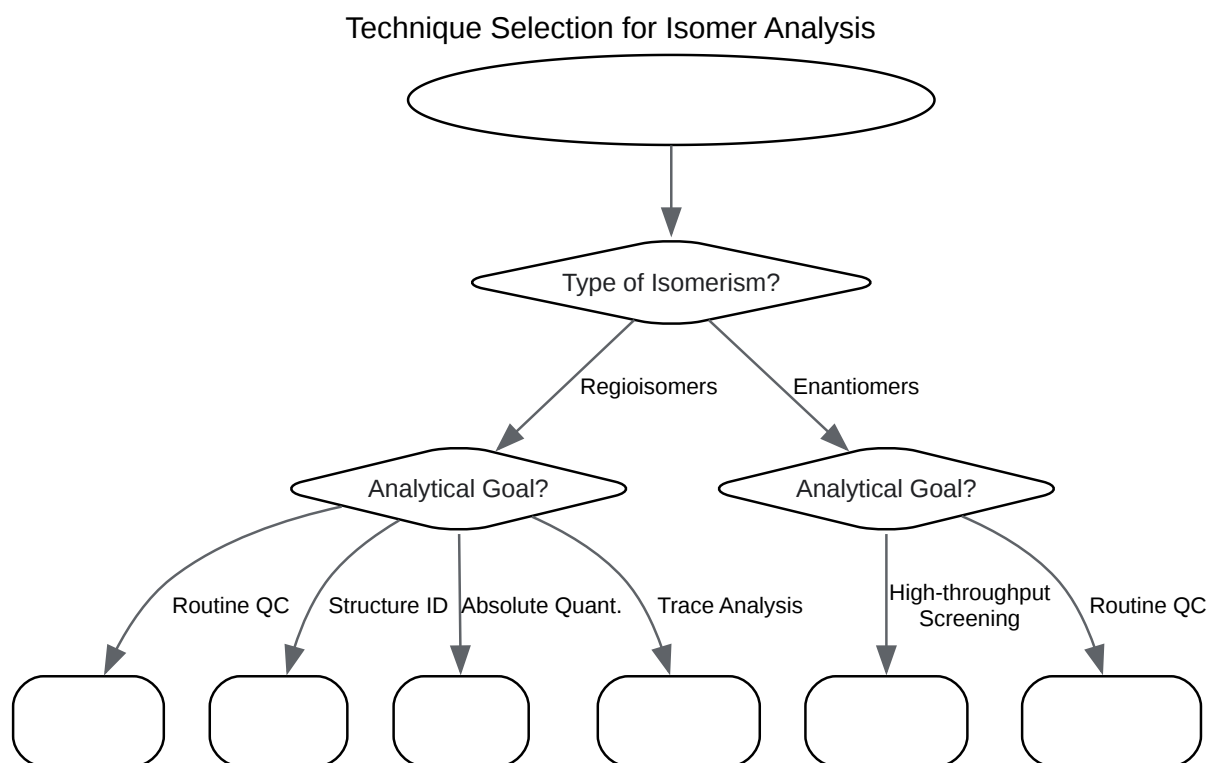 Technique Selection for Isomer Analysis
Type of Isomerism?
Regioisomers
Enantiomers
Analytical Goal?
Analytical Goal?
Routine QC
Structure ID
Absolute Quant.
Trace Analysis
High-throughput
Screening
Routine QC